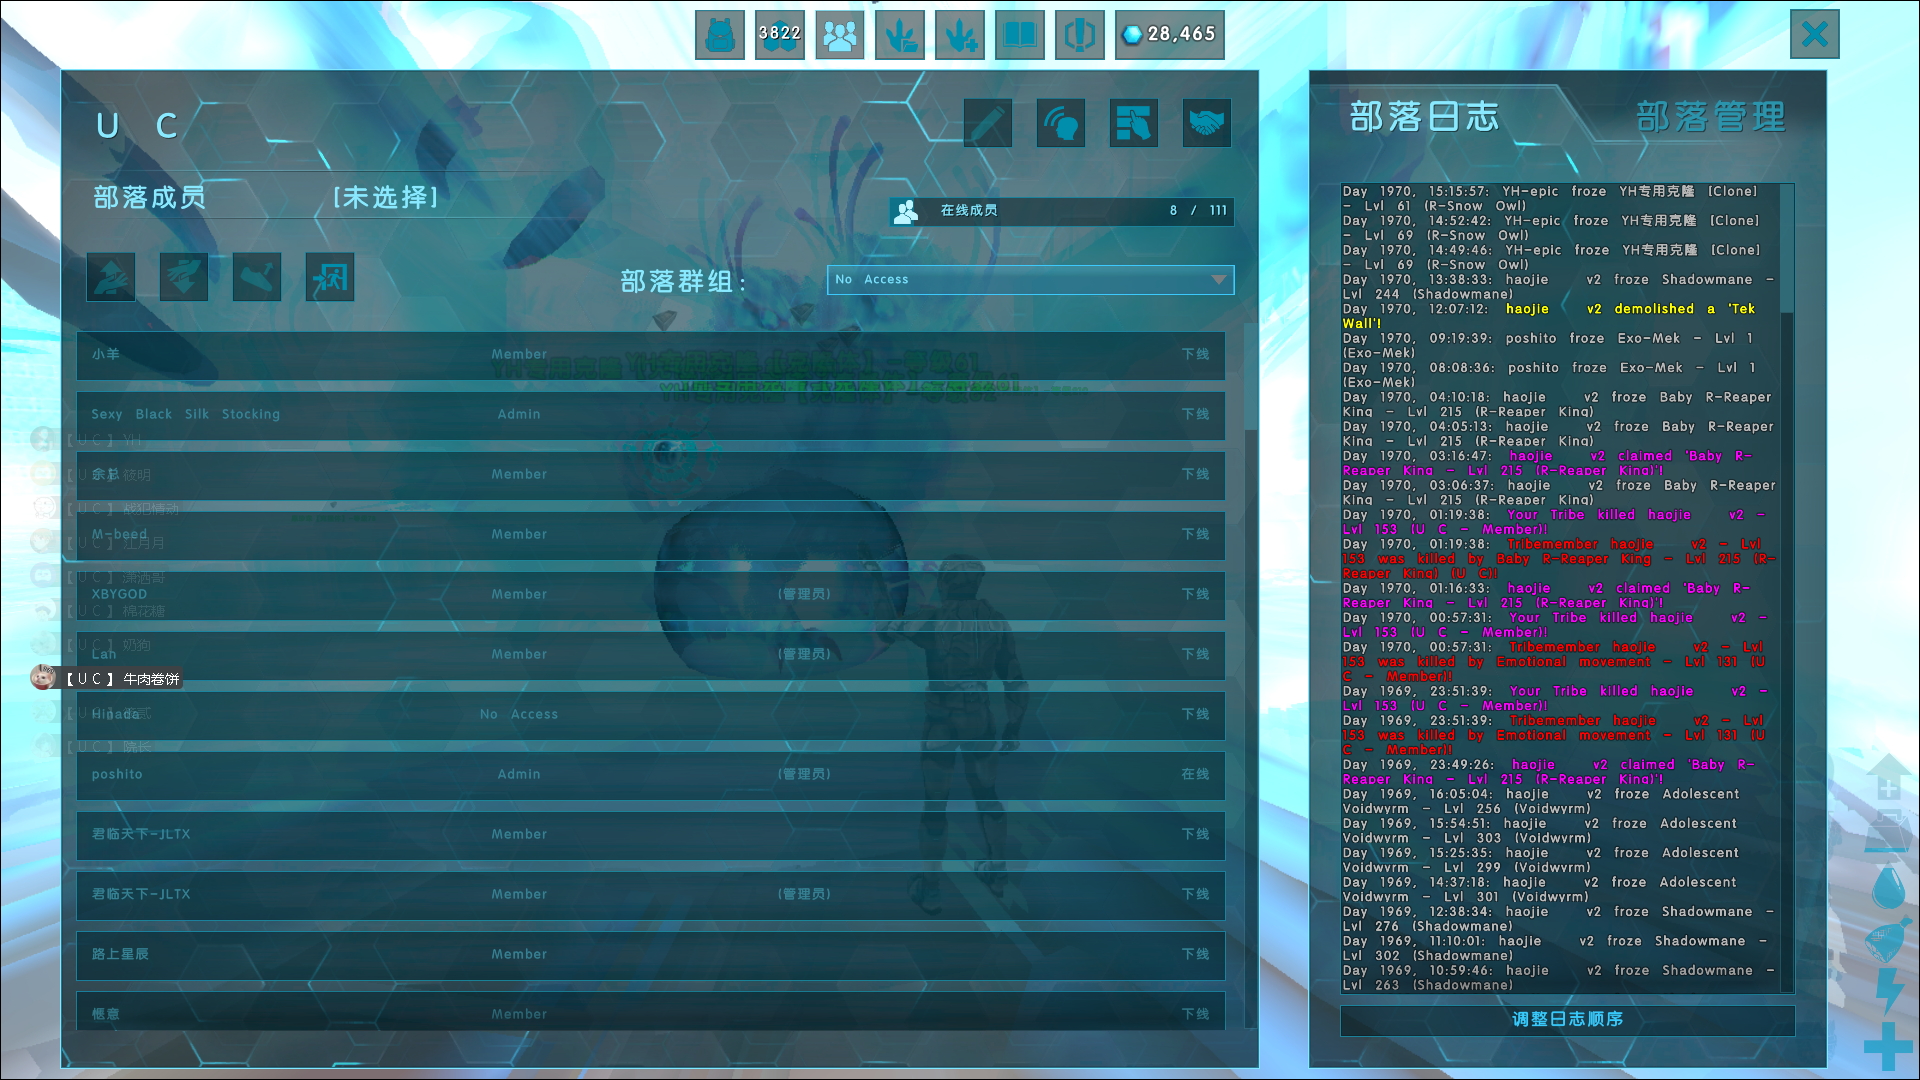 3822
28,465
U C
部落成员
[未选择]
在线成员 8 / 111
部落群组:
No Access
小羊 Member 下线
Sexy Black Silk Stocking Admin 下线
余总 Member 下线
M-beed Member 下线
XBYGOD Member (管理员) 下线
Lah Member (管理员) 下线
Hinada No Access 下线
poshito Admin (管理员) 在线
君临天下-JLTX Member 下线
君临天下-JLTX Member (管理员) 下线
路上星辰 Member 下线
惬意 Member 下线
【 U C 】 YH
【 U C 】 筱明
【 U C 】 江月月
【 U C 】 潇洒哥
【 U C 】 棉花糖
【 U C 】 奶狗
【 U C 】 牛肉卷饼
【 U C 】 院长
部落日志
部落管理
Day 1970, 15:15:57: YH-epic froze YH专用克隆 [Clone]
- Lvl 61 (R-Snow Owl)
Day 1970, 14:52:42: YH-epic froze YH专用克隆 [Clone]
- Lvl 69 (R-Snow Owl)
Day 1970, 14:49:46: YH-epic froze YH专用克隆 [Clone]
- Lvl 69 (R-Snow Owl)
Day 1970, 13:38:33: haojie v2 froze Shadowmane -
Lvl 244 (Shadowmane)
Day 1970, 12:07:12: haojie v2 demolished a 'Tek
Wall'!
Day 1970, 09:19:39: poshito froze Exo-Mek - Lvl 1
(Exo-Mek)
Day 1970, 08:08:36: poshito froze Exo-Mek - Lvl 1
(Exo-Mek)
Day 1970, 04:10:18: haojie v2 froze Baby R-Reaper
King - Lvl 215 (R-Reaper King)
Day 1970, 04:05:13: haojie v2 froze Baby R-Reaper
King - Lvl 215 (R-Reaper King)
Day 1970, 03:16:47: haojie v2 claimed 'Baby R-
Reaper King - Lvl 215 (R-Reaper King)'!
Day 1970, 03:06:37: haojie v2 froze Baby R-Reaper
King - Lvl 215 (R-Reaper King)
Day 1970, 01:19:38: Your Tribe killed haojie v2 -
Lvl 153 (U C - Member)!
Day 1970, 01:19:38: Tribemember haojie v2 - Lvl
153 was killed by Baby R-Reaper King - Lvl 215 (R-
Reaper King) (U C)!
Day 1970, 01:16:33: haojie v2 claimed 'Baby R-
Reaper King - Lvl 215 (R-Reaper King)'!
Day 1970, 00:57:31: Your Tribe killed haojie v2 -
Lvl 153 (U C - Member)!
Day 1970, 00:57:31: Tribemember haojie v2 - Lvl
153 was killed by Emotional movement - Lvl 131 (U
C - Member)!
Day 1969, 23:51:39: Your Tribe killed haojie v2 -
Lvl 153 (U C - Member)!
Day 1969, 23:51:39: Tribemember haojie v2 - Lvl
153 was killed by Emotional movement - Lvl 131 (U
C - Member)!
Day 1969, 23:49:26: haojie v2 claimed 'Baby R-
Reaper King - Lvl 215 (R-Reaper King)'!
Day 1969, 16:05:04: haojie v2 froze Adolescent
Voidwyrm - Lvl 256 (Voidwyrm)
Day 1969, 15:54:51: haojie v2 froze Adolescent
Voidwyrm - Lvl 303 (Voidwyrm)
Day 1969, 15:25:35: haojie v2 froze Adolescent
Voidwyrm - Lvl 299 (Voidwyrm)
Day 1969, 14:37:18: haojie v2 froze Adolescent
Voidwyrm - Lvl 301 (Voidwyrm)
Day 1969, 12:38:34: haojie v2 froze Shadowmane -
Lvl 276 (Shadowmane)
Day 1969, 11:10:01: haojie v2 froze Shadowmane -
Lvl 302 (Shadowmane)
Day 1969, 10:59:46: haojie v2 froze Shadowmane -
Lvl 263 (Shadowmane)
调整日志顺序